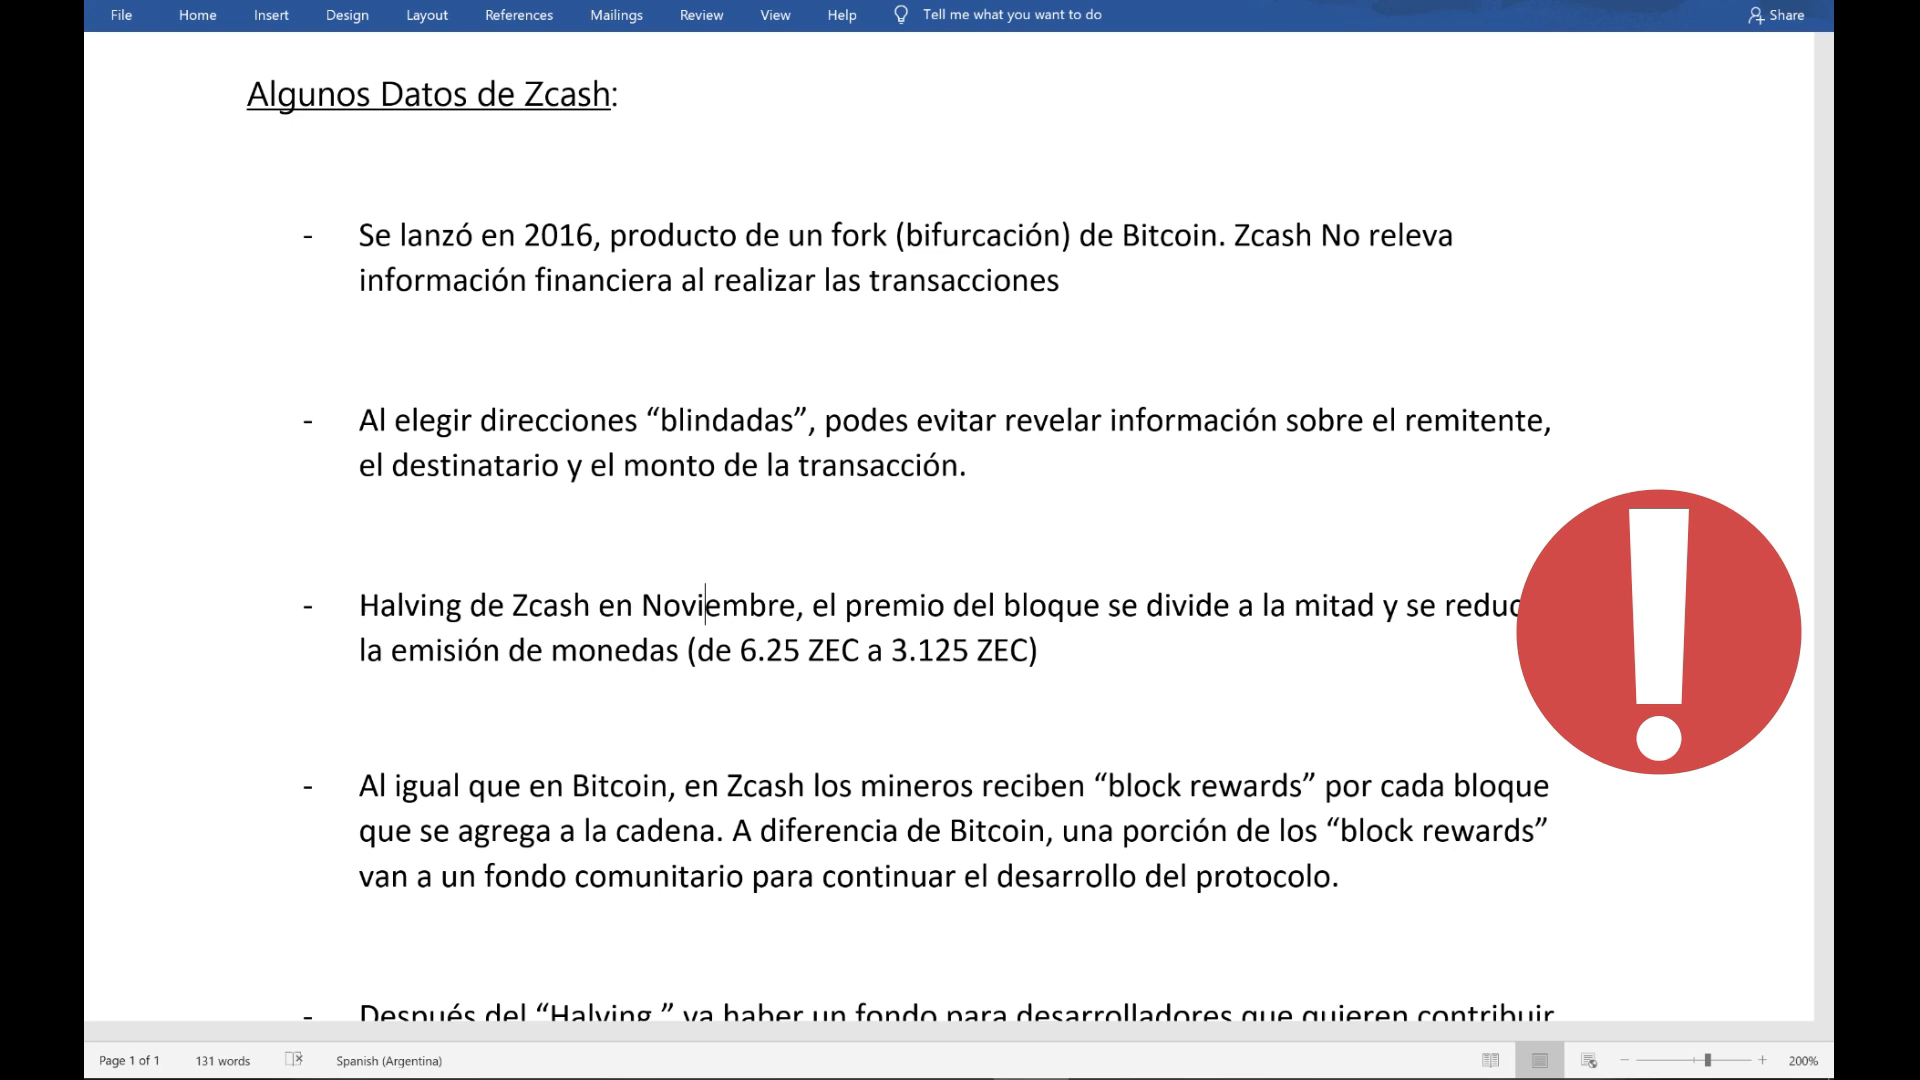 File Home Insert Design Layout References Mailings Review View Help Tell me what you want to do Share
Algunos Datos de Zcash:
- Se lanzó en 2016, producto de un fork (bifurcación) de Bitcoin. Zcash No releva
información financiera al realizar las transacciones
- Al elegir direcciones “blindadas”, podes evitar revelar información sobre el remitente,
el destinatario y el monto de la transacción.
- Halving de Zcash en Noviembre, el premio del bloque se divide a la mitad y se reduc
la emisión de monedas (de 6.25 ZEC a 3.125 ZEC)
- Al igual que en Bitcoin, en Zcash los mineros reciben “block rewards” por cada bloque
que se agrega a la cadena. A diferencia de Bitcoin, una porción de los “block rewards”
van a un fondo comunitario para continuar el desarrollo del protocolo.
- Después del “Halving ” va haber un fondo para desarrolladores que quieren contribuir
Page 1 of 1 131 words Spanish (Argentina) 200%